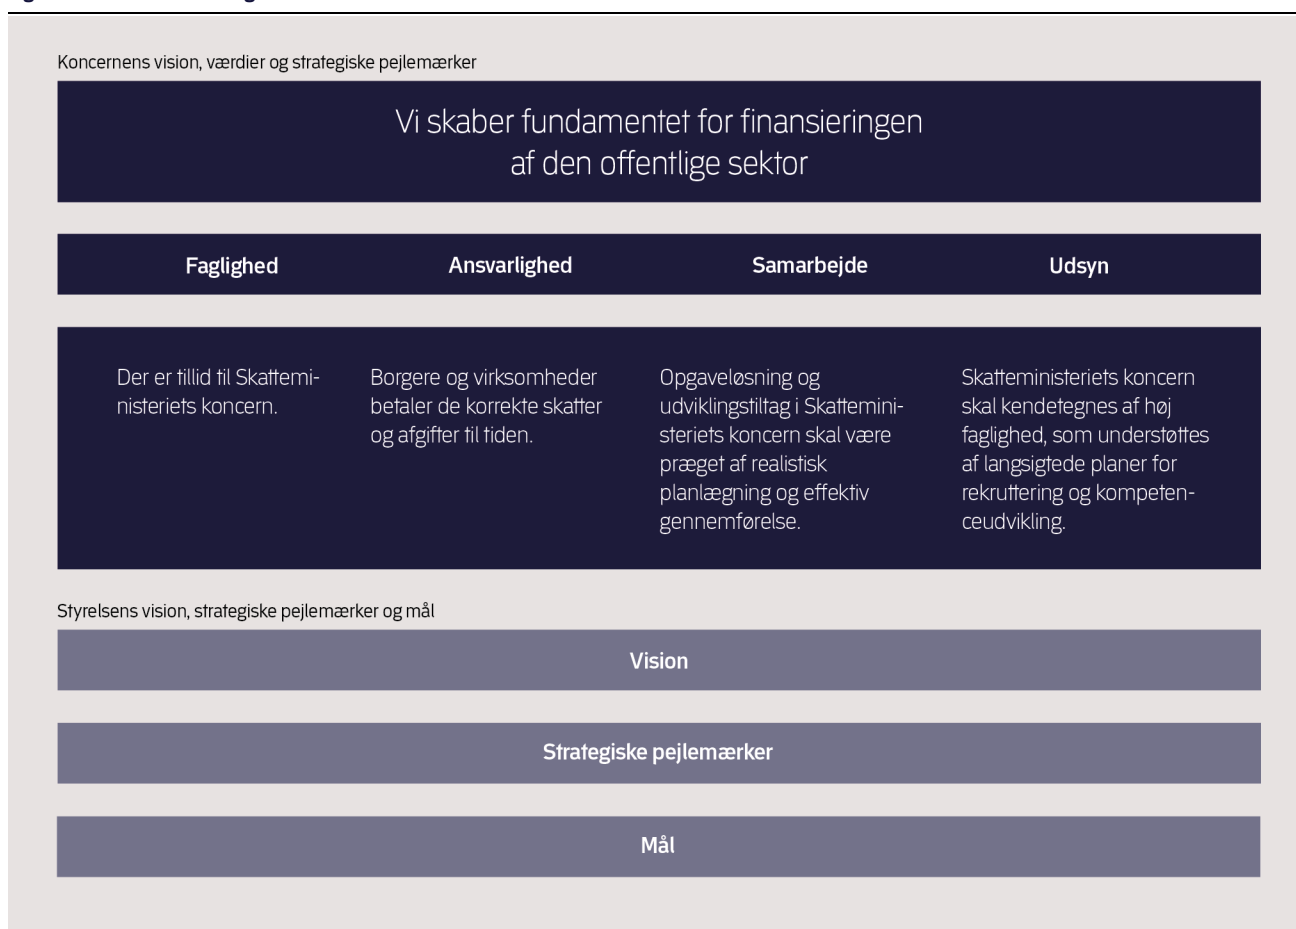 Koncernens vision, værdier og strategiske pejlemærker
Vi skaber fundamentet for finansieringen
af den offentlige sektor
Faglighed
Ansvarlighed
Samarbejde
Udsyn
Der er tillid til Skattemi-
nisteriets koncern.
Borgere og virksomheder
betaler de korrekte skatter
og afgifter til tiden.
Opgaveløsning og
udviklingstiltag i Skattemini-
steriets koncern skal være
præget af realistisk
planlægning og effektiv
gennemførelse.
Skatteministeriets koncern
skal kendetegnes af høj
faglighed, som understøttes
af langsigtede planer for
rekruttering og kompeten-
ceudvikling.
Styrelsens vision, strategiske pejlemærker og mål
Vision
Strategiske pejlemærker
Mål